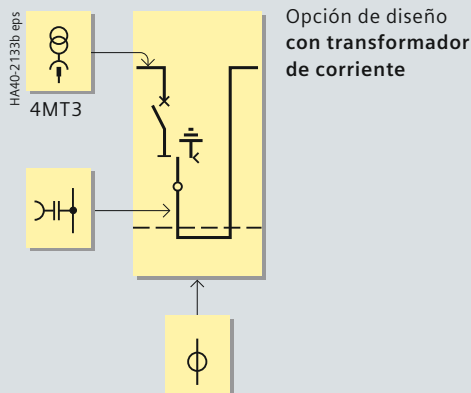 HA40-2133b eps
4MT3
Opción de diseño
con transformador
de corriente